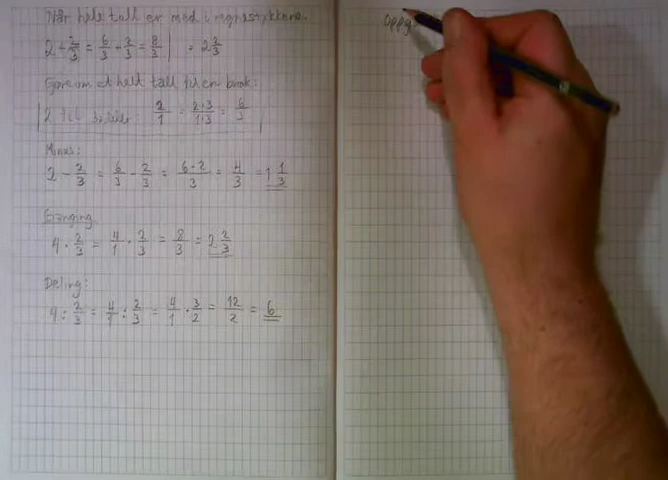 Når hele tall er med i regnestykkene.
2 + 2/3 = 6/3 + 2/3 = 8/3 | = 2 2/3
Gjøre om et helt tall til en brøk:
2 til 2/1 = 2·3/1·3 = 6/3
Minus:
2 - 2/3 = 6/3 - 2/3 = 6-2/3 = 4/3 = 1 1/3
Ganging
4 · 2/3 = 4/1 · 2/3 = 8/3 = 2 2/3
Deling:
4 : 2/3 = 4/1 : 2/3 = 4/1 · 3/2 = 12/2 = 6
Oppg